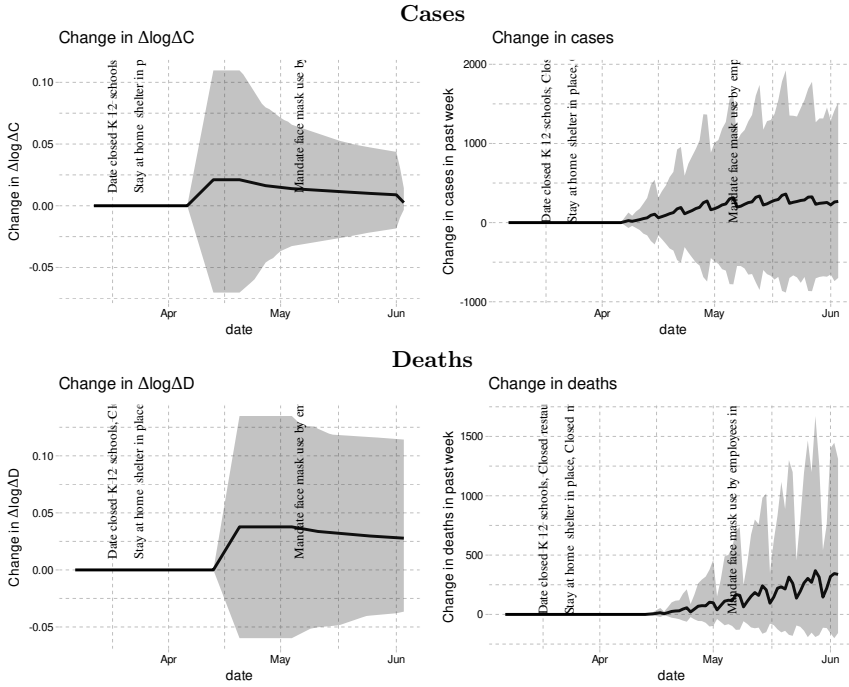 Cases
Change in ΔlogΔC
Change in ΔlogΔC
0.10
0.05
0.00
-0.05
Date closed K 12 schools
Stay at home shelter in p
Mandate face mask use by
Apr
May
Jun
date
Change in cases
Change in cases in past week
2000
1000
0
-1000
Date closed K 12 schools, Clos
Stay at home shelter in place,
Mandate face mask use by emp
Apr
May
Jun
date
Deaths
Change in ΔlogΔD
Change in ΔlogΔD
0.10
0.05
0.00
-0.05
Date closed K 12 schools, Cl
Stay at home shelter in place
Mandate face mask use by en
Apr
May
Jun
date
Change in deaths
Change in deaths in past week
1500
1000
500
0
Date closed K 12 schools, Closed restau
Stay at home shelter in place, Closed m
Mandate face mask use by employees in
Apr
May
Jun
date